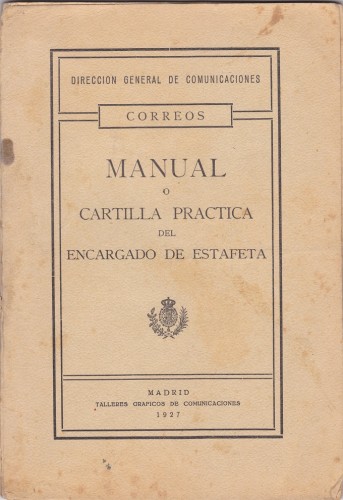 DIRECCION GENERAL DE COMUNICACIONES
CORREOS
MANUAL
O
CARTILLA PRACTICA
DEL
ENCARGADO DE ESTAFETA
MADRID
TALLERES GRAFICOS DE COMUNICACIONES
1927